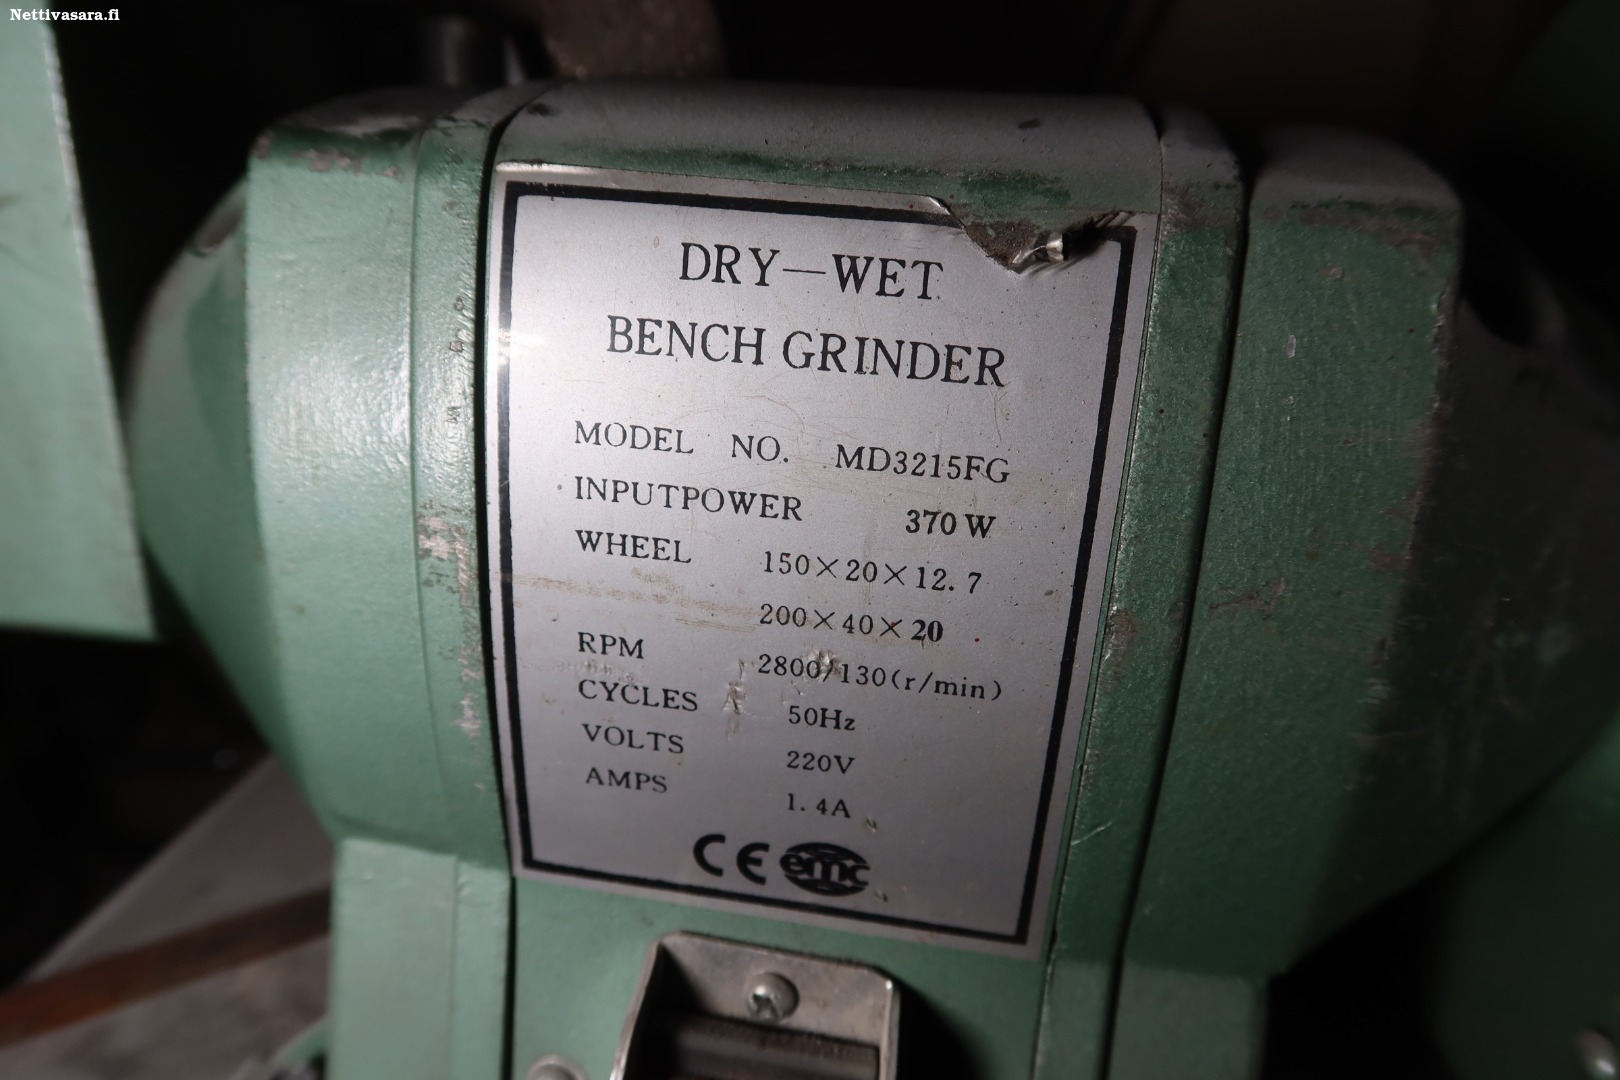 Nettivasara.fi
DRY—WET
BENCH GRINDER
MODEL NO. MD3215FG
INPUTPOWER 370 W
WHEEL 150×20×12.7
200×40×20
RPM 2800/130(r/min)
CYCLES 50Hz
VOLTS 220V
AMPS 1.4A
CE emc